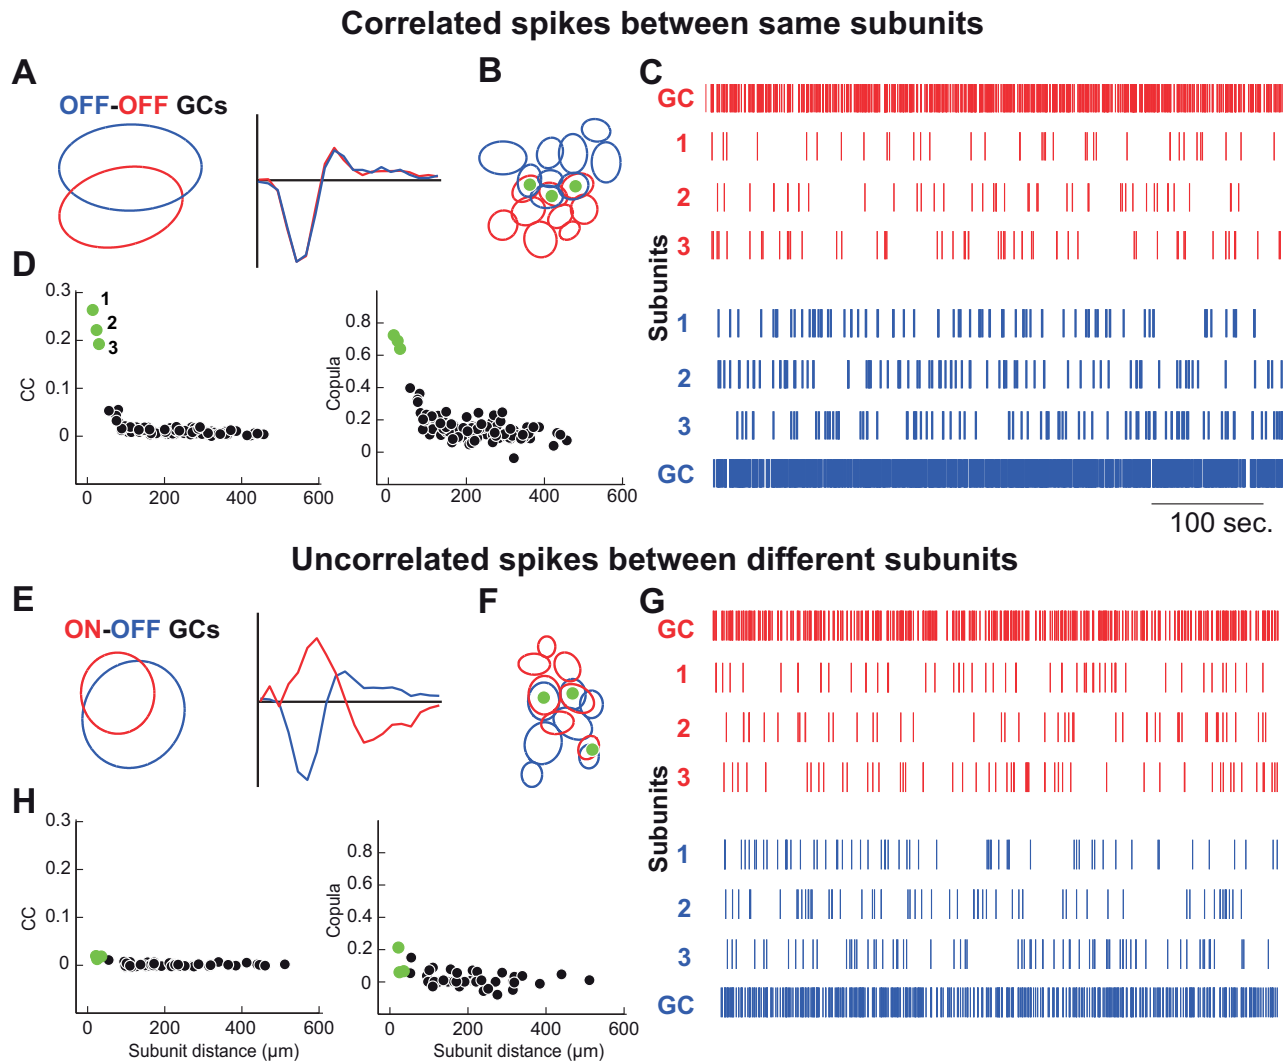 Correlated spikes between same subunits
A
OFF-OFF GCs
B
C
GC
1
2
3
Subunits
1
2
3
GC
100 sec.
D
0.3
0.2
0.1
0
CC
1
2
3
0
200
400
600
0.8
0.6
0.4
0.2
0
Copula
0
200
400
600
Uncorrelated spikes between different subunits
E
ON-OFF GCs
F
G
GC
1
2
3
Subunits
1
2
3
GC
H
0.3
0.2
0.1
0
CC
0
200
400
600
Subunit distance (μm)
0.8
0.6
0.4
0.2
0
Copula
0
200
400
600
Subunit distance (μm)